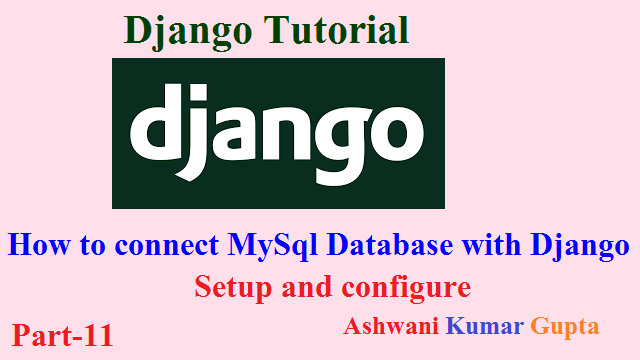 Django Tutorial
django
How to connect MySql Database with Django
Setup and configure
Part-11
Ashwani Kumar Gupta